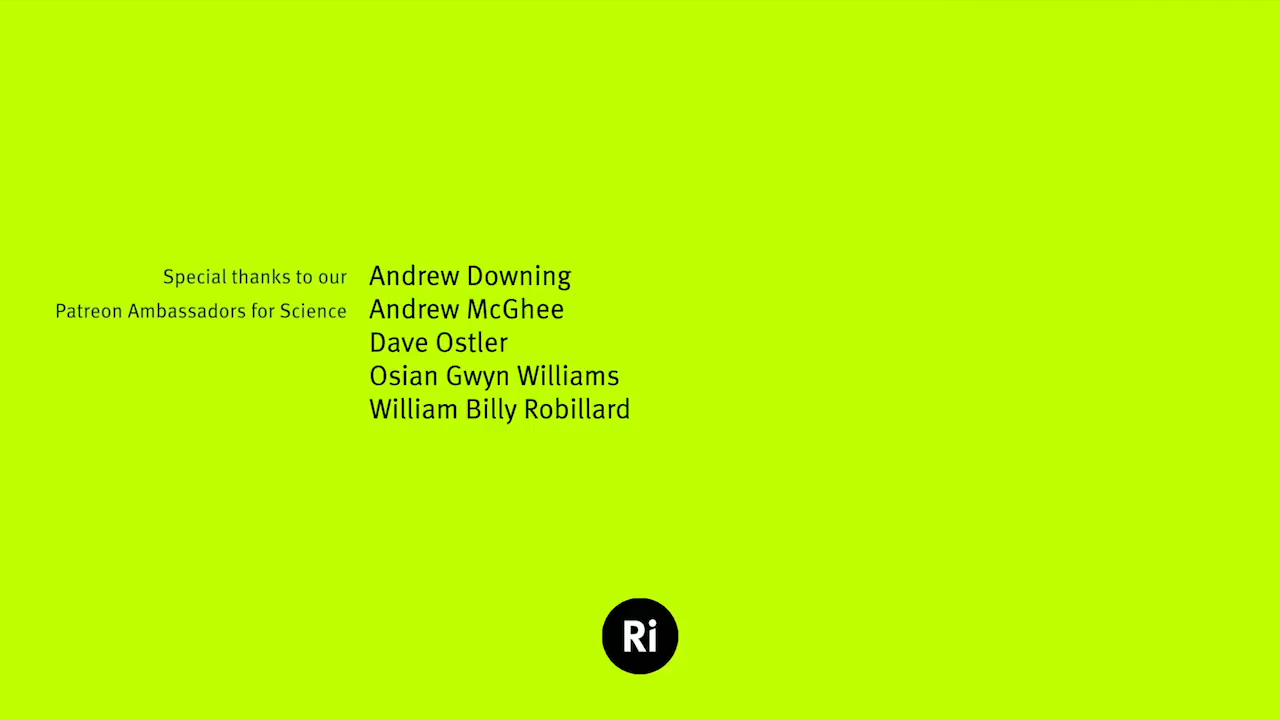 Special thanks to our Andrew Downing
Patreon Ambassadors for Science Andrew McGhee
Dave Ostler
Osian Gwyn Williams
William Billy Robillard
Ri